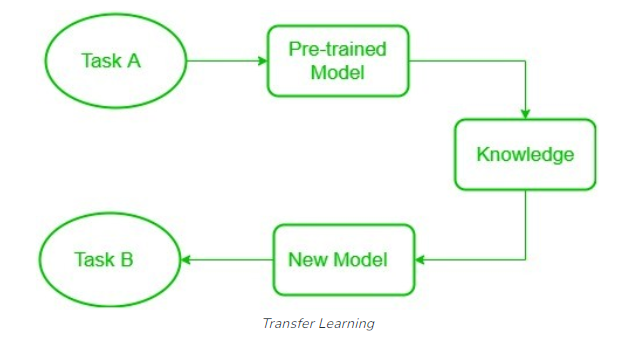 Task A
Pre-trained
Model
Knowledge
Task B
New Model
Transfer Learning